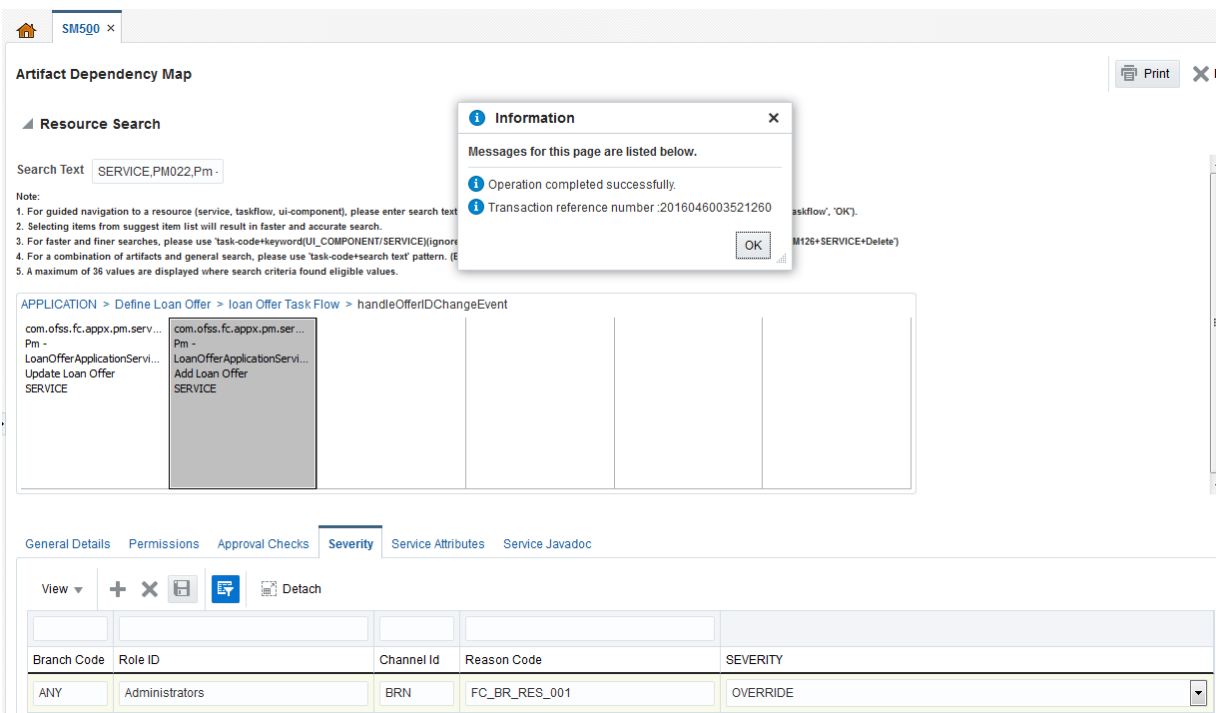 SM500 ×
Artifact Dependency Map
Print
Resource Search
Information
Messages for this page are listed below.
Operation completed successfully.
Transaction reference number :2016046003521260
OK
Search Text SERVICE,PM022,Pm -
Note:
1. For guided navigation to a resource (service, taskflow, ui-component), please enter search text
askflow', 'OK').
2. Selecting items from suggest item list will result in faster and accurate search.
3. For faster and finer searches, please use 'task-code+keyword(UI_COMPONENT/SERVICE)(ignore
M126+SERVICE+Delete')
4. For a combination of artifacts and general search, please use 'task-code+search text' pattern. (E
5. A maximum of 36 values are displayed where search criteria found eligible values.
APPLICATION > Define Loan Offer > loan Offer Task Flow > handleOfferIDChangeEvent
com.ofss.fc.appx.pm.serv...
Pm -
LoanOfferApplicationServi...
Update Loan Offer
SERVICE
com.ofss.fc.appx.pm.ser...
Pm -
LoanOfferApplicationServi...
Add Loan Offer
SERVICE
General Details Permissions Approval Checks Severity Service Attributes Service Javadoc
View Detach
Branch Code Role ID Channel Id Reason Code SEVERITY
ANY Administrators BRN FC_BR_RES_001 OVERRIDE